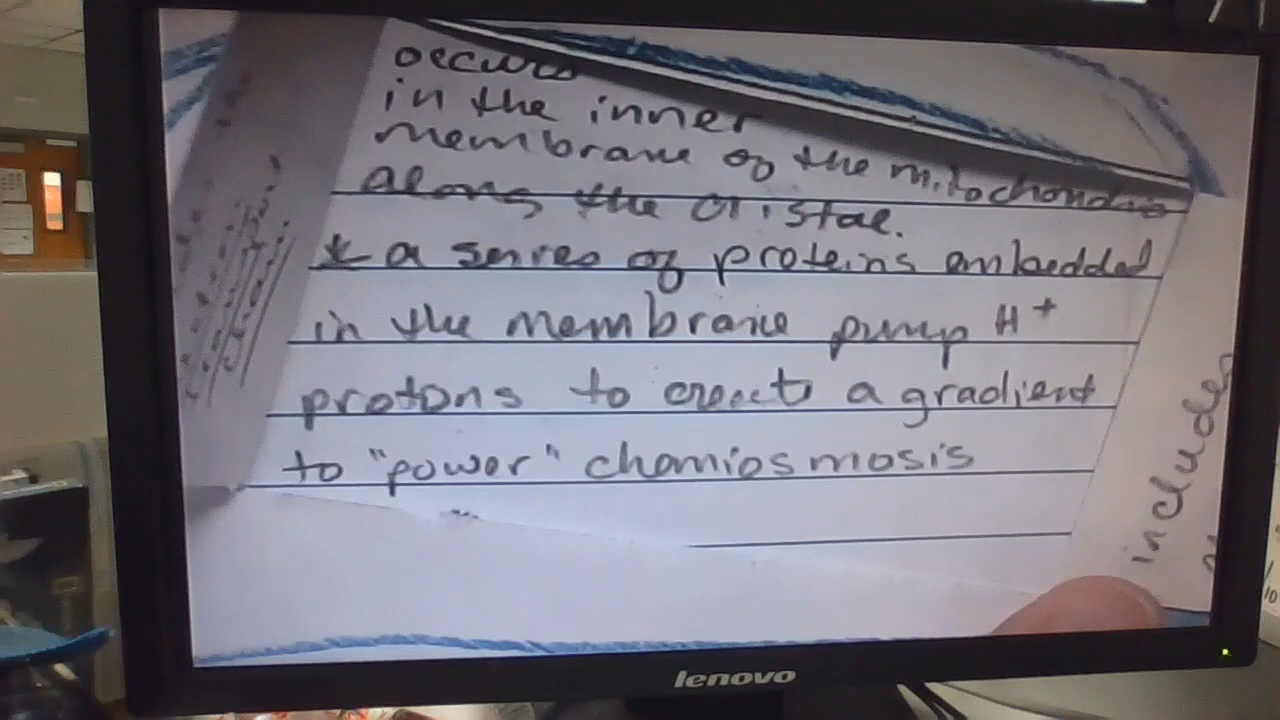 occurs
in the inner
membrane of the mitochondria
along the cristae.
* a series of proteins embedded
in the membrane pump H+
protons to create a gradient
to "power" chemiosmosis
includes
lenovo